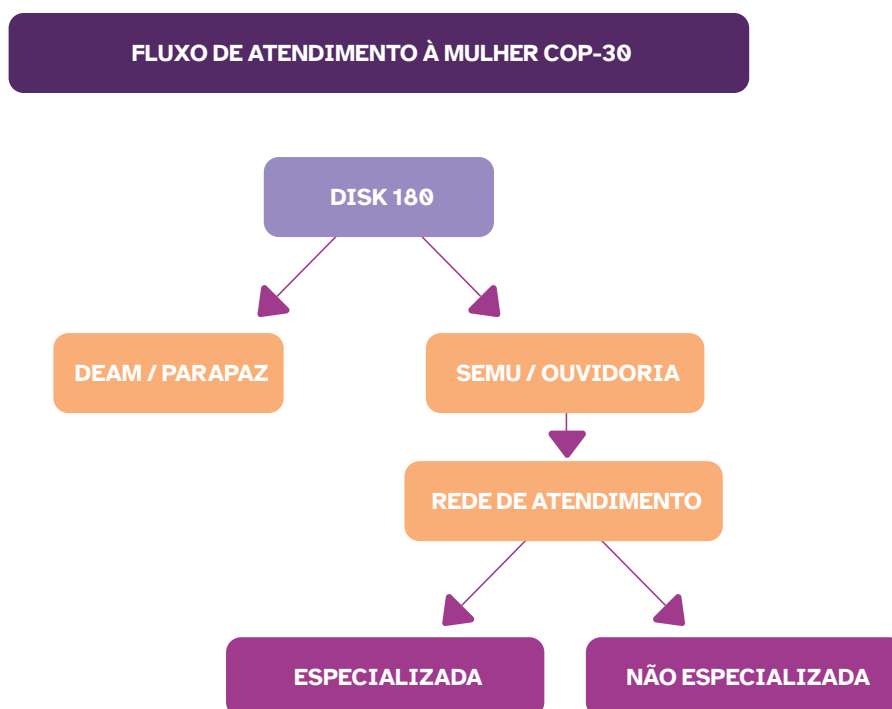 FLUXO DE ATENDIMENTO À MULHER COP-30
DISK 180
DEAM / PARAPAZ
SEMU / OUVIDORIA
REDE DE ATENDIMENTO
ESPECIALIZADA
NÃO ESPECIALIZADA